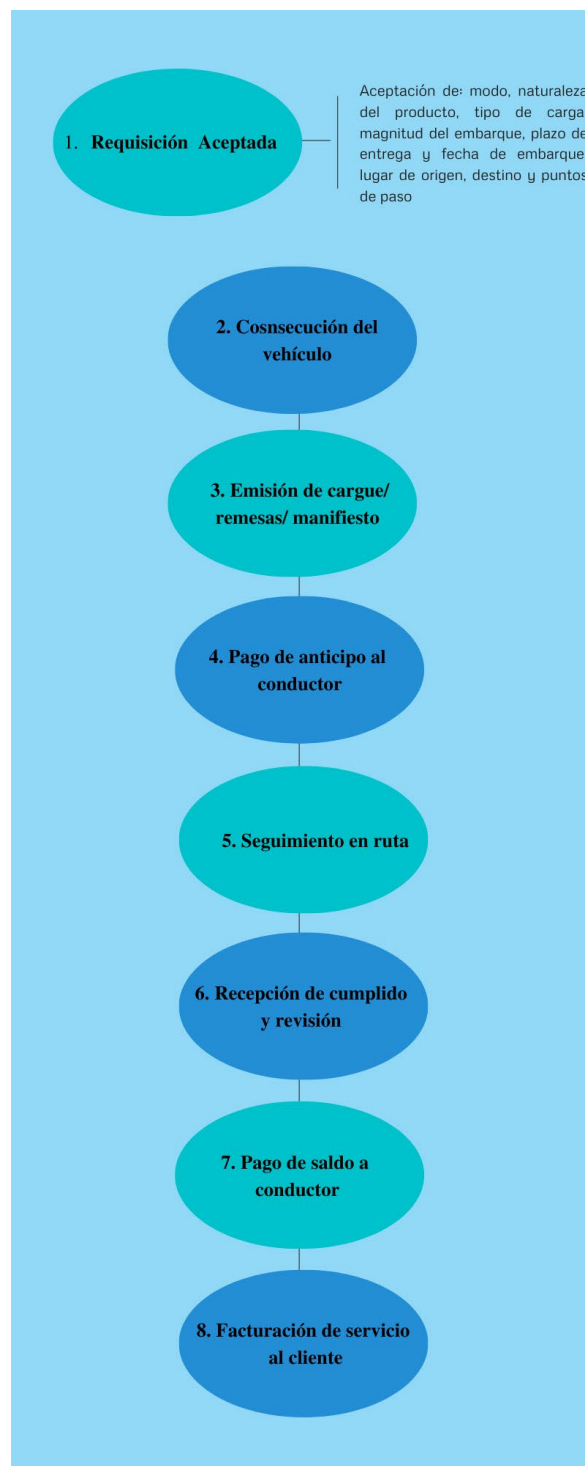 1. Requisición Aceptada
Aceptación de: modo, naturaleza
del producto, tipo de carga
magnitud del embarque, plazo de
entrega y fecha de embarque
lugar de origen, destino y puntos
de paso
2. Cosnsecución del
vehículo
3. Emisión de cargue/
remesas/ manifiesto
4. Pago de anticipo al
conductor
5. Seguimiento en ruta
6. Recepción de cumplido
y revisión
7. Pago de saldo a
conductor
8. Facturación de servicio
al cliente